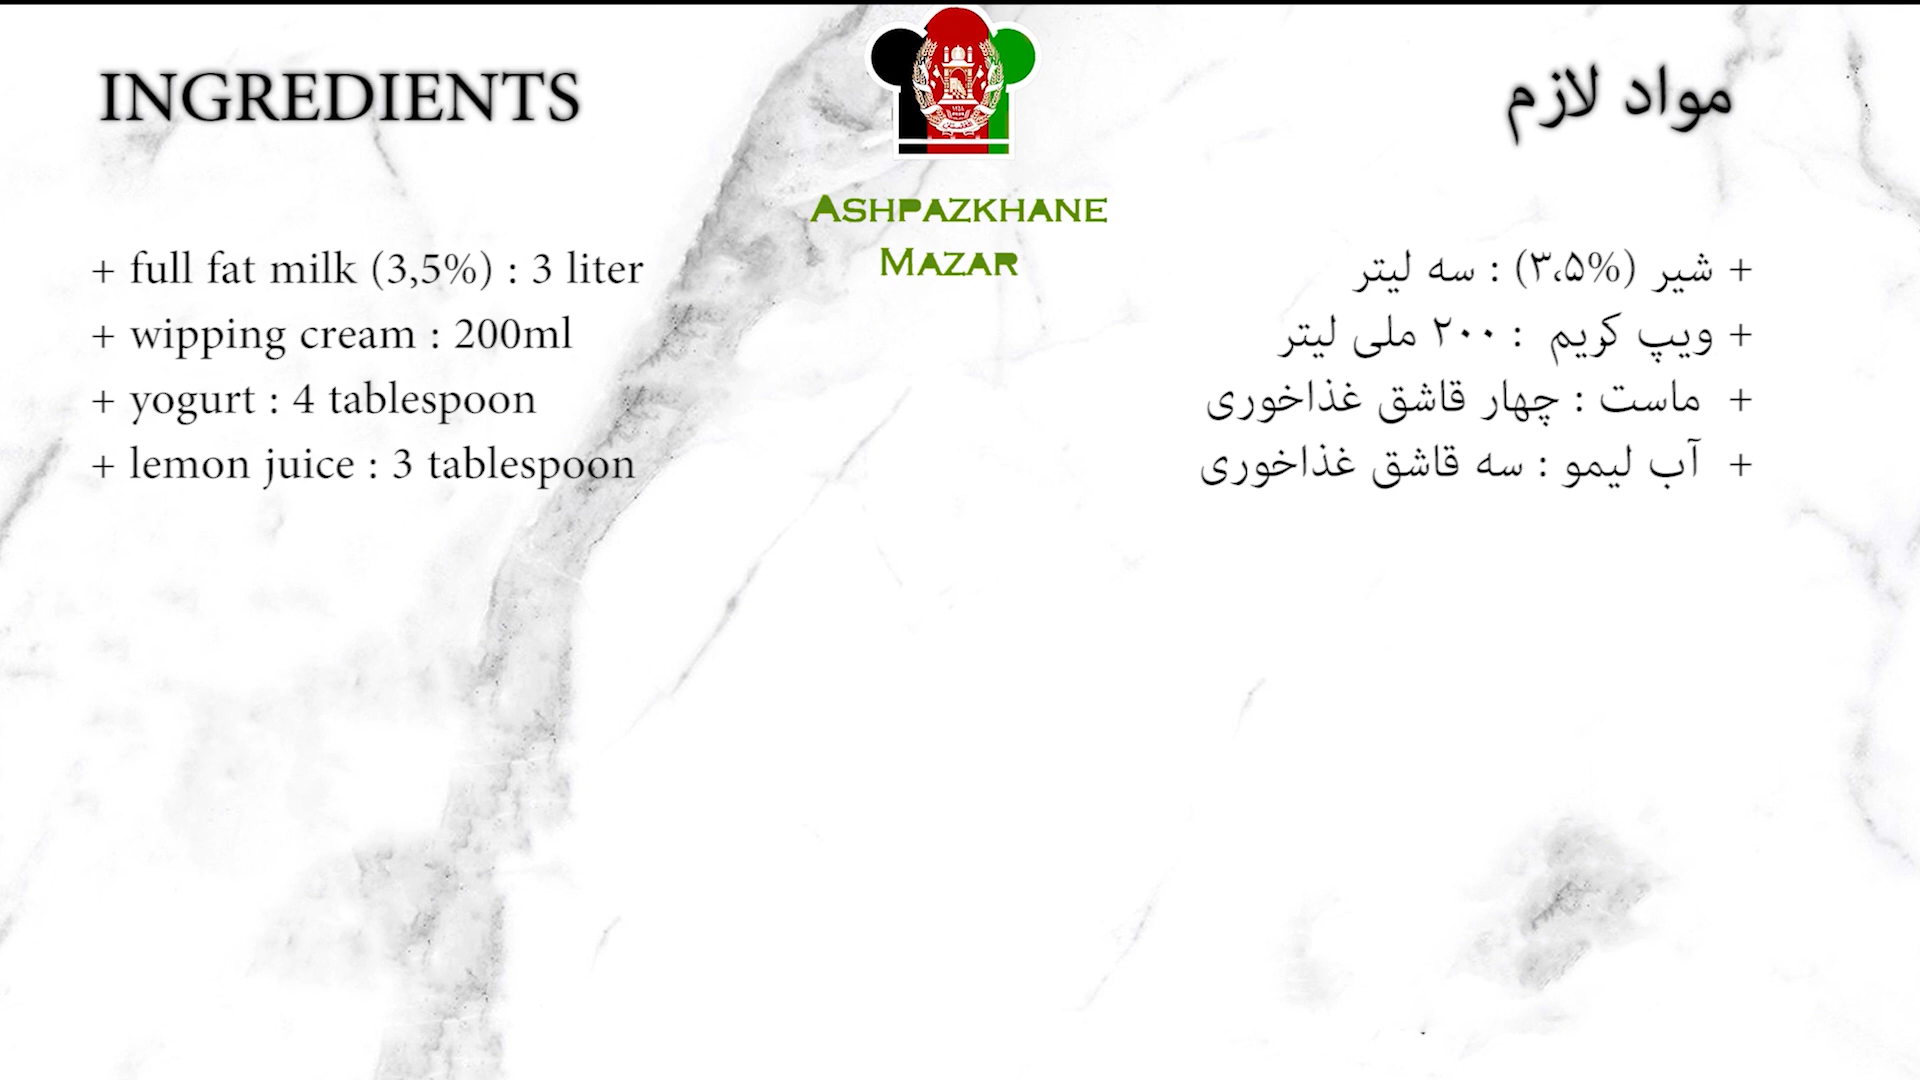 INGREDIENTS
+ full fat milk (3,5%) : 3 liter
+ wipping cream : 200ml
+ yogurt : 4 tablespoon
+ lemon juice : 3 tablespoon
ASHPAZKHANE
MAZAR
مواد لازم
+ شیر (۳،۵%) : سه لیتر
+ ویپ کریم : ۲۰۰ ملی لیتر
+ ماست : چهار قاشق غذاخوری
+ آب لیمو : سه قاشق غذاخوری